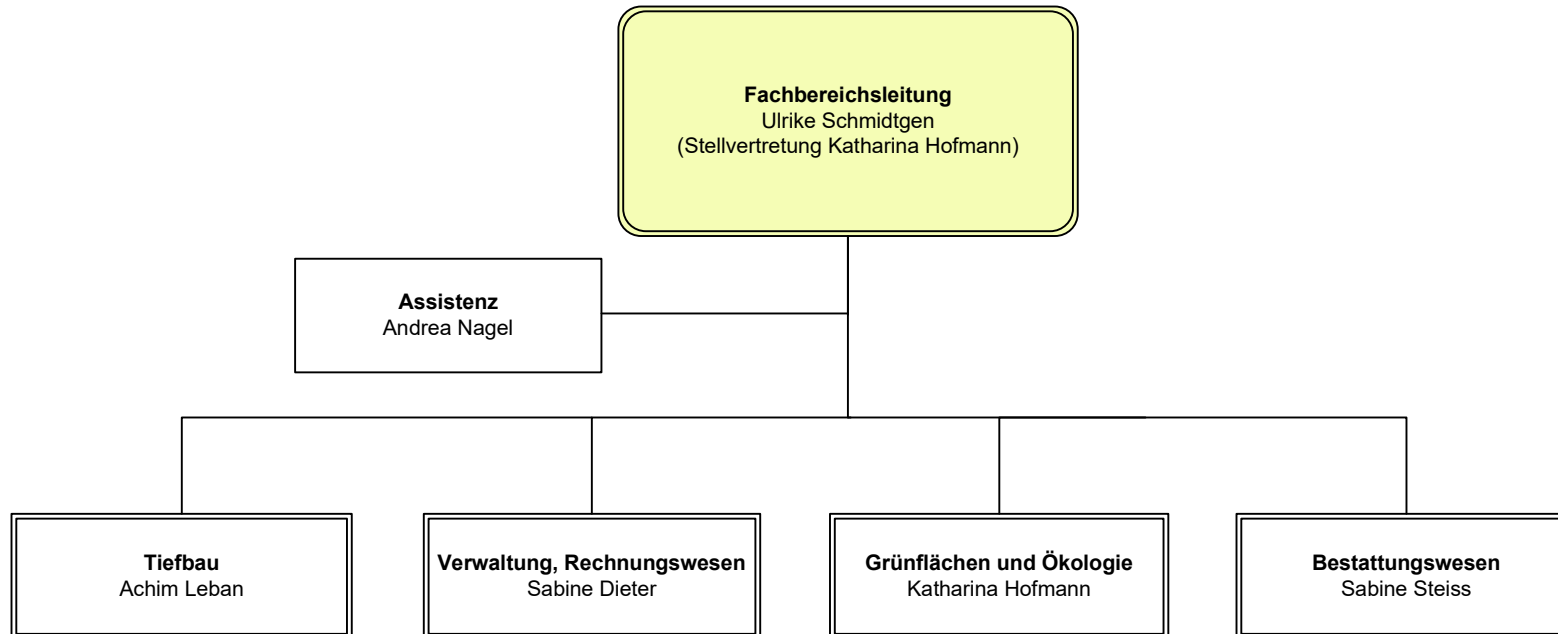 Fachbereichsleitung
Ulrike Schmidtgen
(Stellvertretung Katharina Hofmann)
Assistenz
Andrea Nagel
Tiefbau
Achim Leban
Verwaltung, Rechnungswesen
Sabine Dieter
Grünflächen und Ökologie
Katharina Hofmann
Bestattungswesen
Sabine Steiss